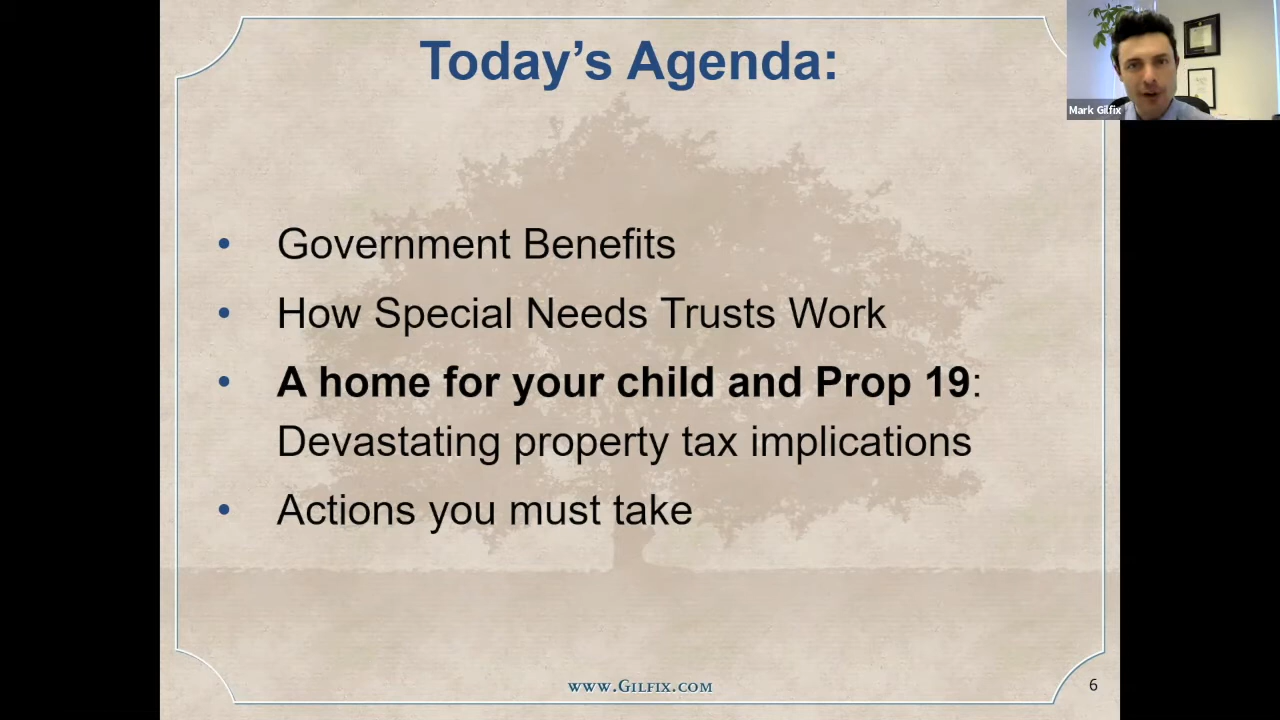 Today's Agenda:
Mark Gilfix
• Government Benefits
• How Special Needs Trusts Work
• A home for your child and Prop 19:
Devastating property tax implications
• Actions you must take
www.Gilfix.com
6